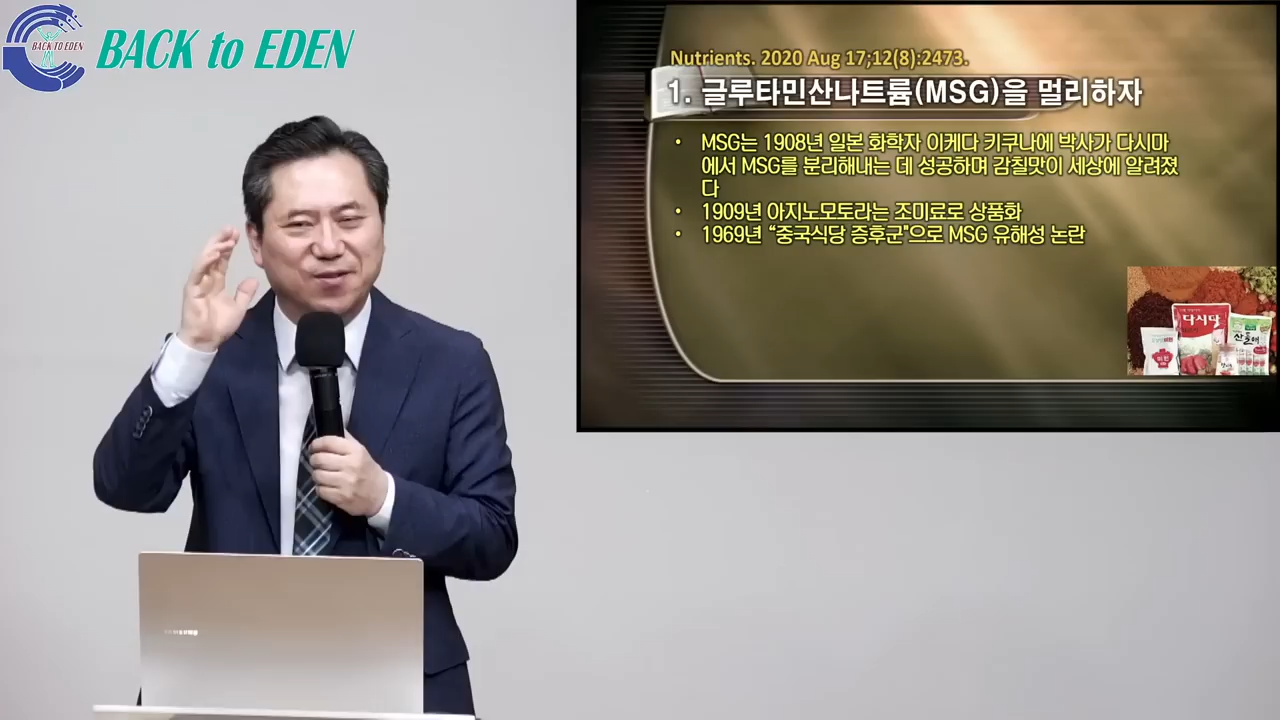 BACK TO EDEN
BACK to EDEN
Nutrients. 2020 Aug 17;12(8):2473.
1. 글루타민산나트륨(MSG)을 멀리하자
• MSG는 1908년 일본 화학자 이케다 키쿠나에 박사가 다시마
에서 MSG를 분리해내는 데 성공하며 감칠맛이 세상에 알려졌
다
• 1909년 아지노모토라는 조미료로 상품화
• 1969년 “중국식당 증후군"으로 MSG 유해성 논란
다시다
미원